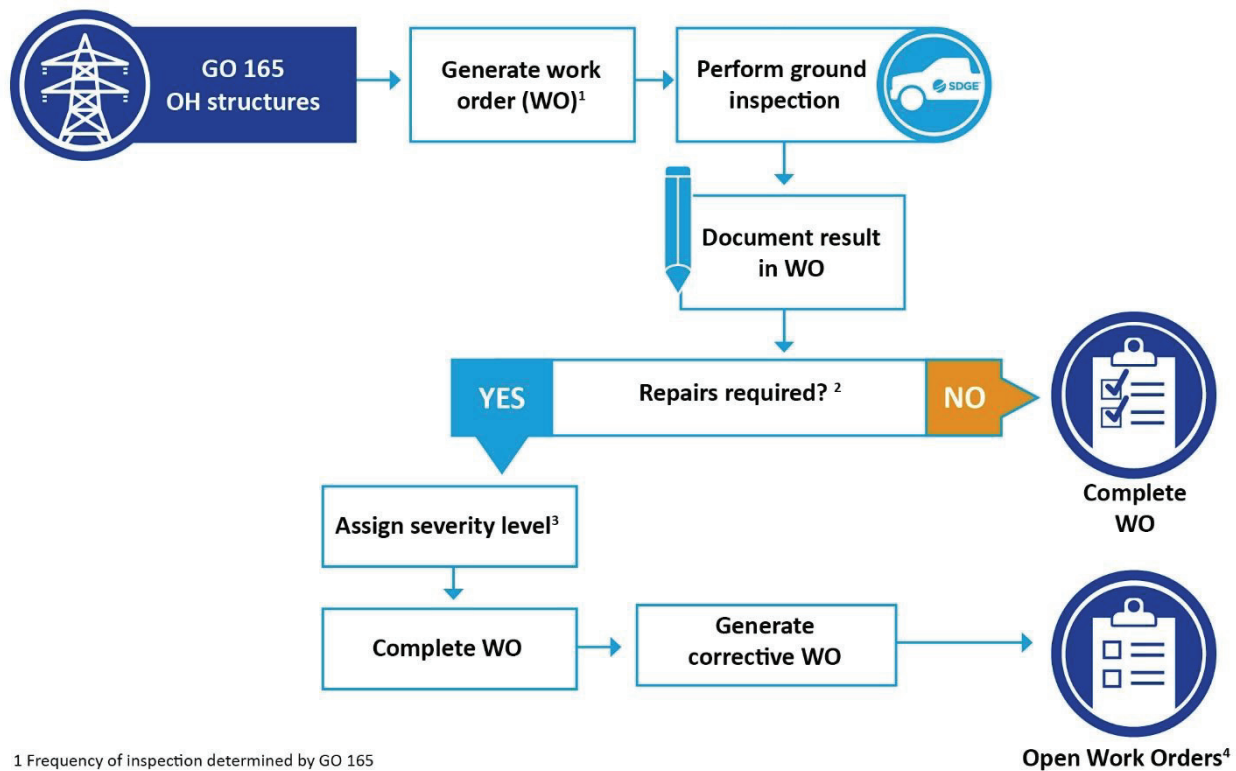 GO 165
OH structures
Generate work
order (WO)¹
Perform ground
inspection
SDGE
Document result
in WO
YES
Repairs required? ²
NO
Complete
WO
Assign severity level³
Complete WO
Generate
corrective WO
Open Work Orders⁴
1 Frequency of inspection determined by GO 165